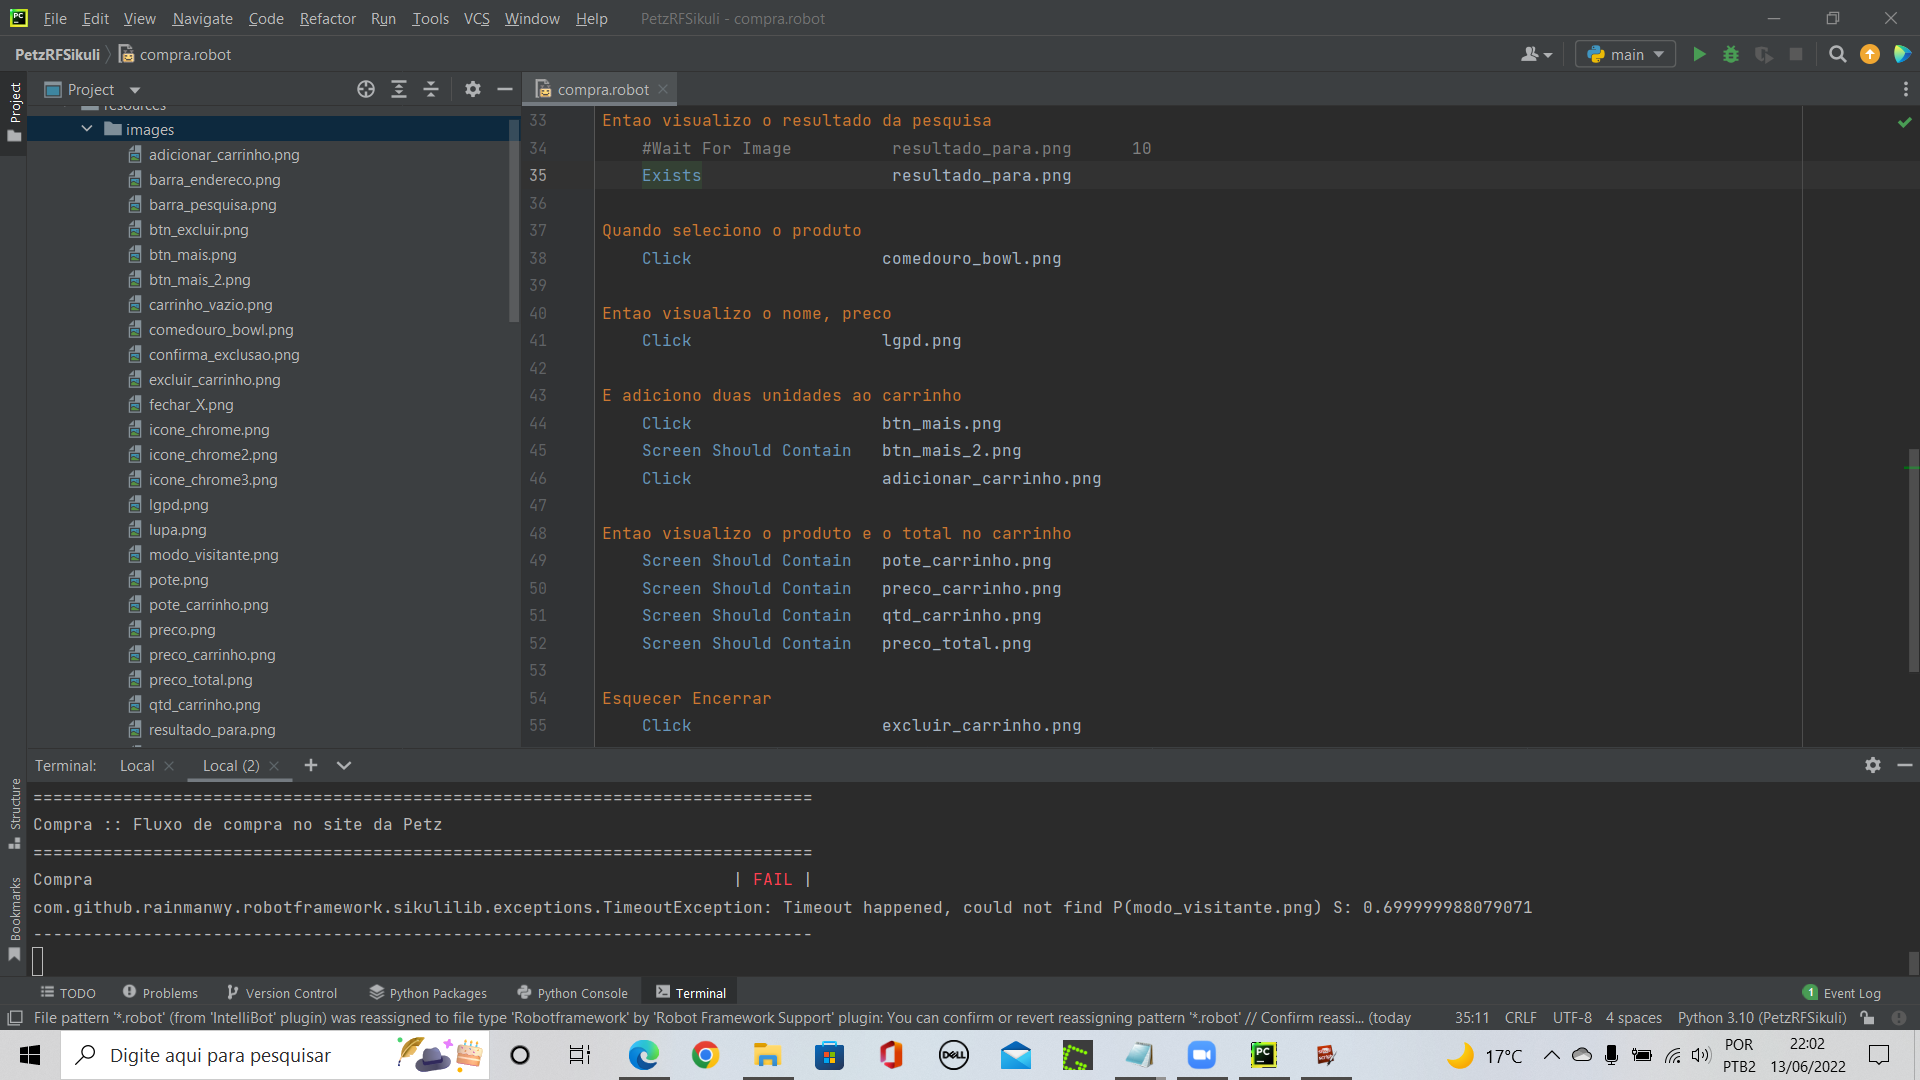 File Edit View Navigate Code Refactor Run Tools VCS Window Help PetzRFSikuli - compra.robot
PetzRFSikuli compra.robot main
Project
Project
resources
images
adicionar_carrinho.png
barra_endereco.png
barra_pesquisa.png
btn_excluir.png
btn_mais.png
btn_mais_2.png
carrinho_vazio.png
comedouro_bowl.png
confirma_exclusao.png
excluir_carrinho.png
fechar_X.png
icone_chrome.png
icone_chrome2.png
icone_chrome3.png
lgpd.png
lupa.png
modo_visitante.png
pote.png
pote_carrinho.png
preco.png
preco_carrinho.png
preco_total.png
qtd_carrinho.png
resultado_para.png
compra.robot
33 Entao visualizo o resultado da pesquisa
34 #Wait For Image resultado_para.png 10
35 Exists resultado_para.png
36
37 Quando seleciono o produto
38 Click comedouro_bowl.png
39
40 Entao visualizo o nome, preco
41 Click lgpd.png
42
43 E adiciono duas unidades ao carrinho
44 Click btn_mais.png
45 Screen Should Contain btn_mais_2.png
46 Click adicionar_carrinho.png
47
48 Entao visualizo o produto e o total no carrinho
49 Screen Should Contain pote_carrinho.png
50 Screen Should Contain preco_carrinho.png
51 Screen Should Contain qtd_carrinho.png
52 Screen Should Contain preco_total.png
53
54 Esquecer Encerrar
55 Click excluir_carrinho.png
Structure
Bookmarks
Terminal: Local Local (2)
==============================================================================
Compra :: Fluxo de compra no site da Petz
==============================================================================
Compra | FAIL |
com.github.rainmanwy.robotframework.sikulilib.exceptions.TimeoutException: Timeout happened, could not find P(modo_visitante.png) S: 0.699999988079071
------------------------------------------------------------------------------
TODO Problems Version Control Python Packages Python Console Terminal 1 Event Log
File pattern '*.robot' (from 'IntelliBot' plugin) was reassigned to file type 'Robotframework' by 'Robot Framework Support' plugin: You can confirm or revert reassigning pattern '*.robot' // Confirm reassi... (today 35:11 CRLF UTF-8 4 spaces Python 3.10 (PetzRFSikuli)
Digite aqui para pesquisar
DELL
PC
17°C
POR
PTB2
22:02
13/06/2022